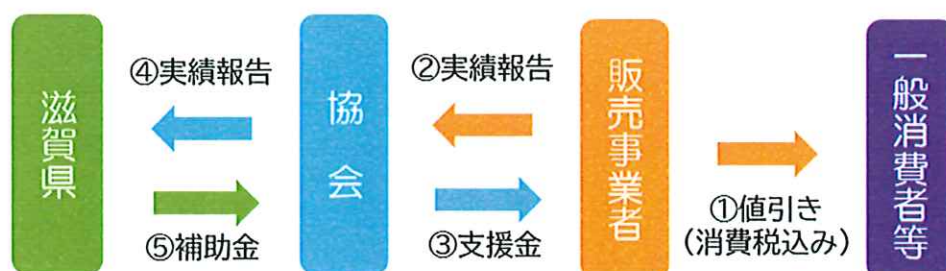 滋賀県
④実績報告
⑤補助金
協会
②実績報告
③支援金
販売事業者
①値引き
(消費税込み)
一般消費者等